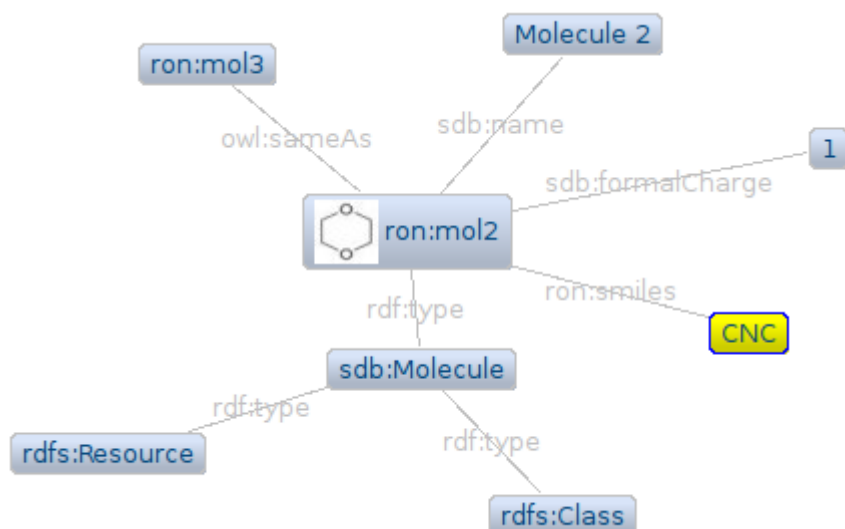 Molecule 2
ron:mol3
owl:sameAs
sdb:name
1
sdb:formalCharge
O
ron:mol2
O
ron:smiles
rdf:type
CNC
sdb:Molecule
rdf:type
rdf:type
rdfs:Resource
rdfs:Class